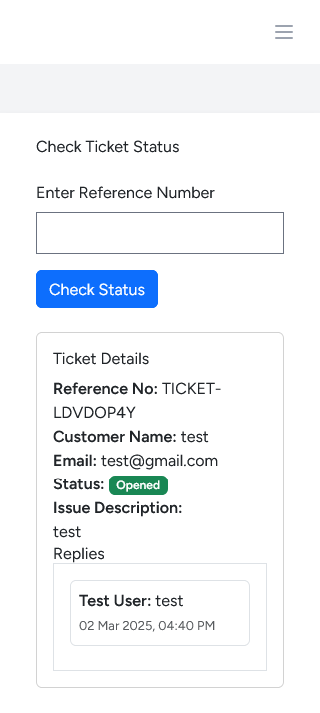 Check Ticket Status
Enter Reference Number
Check Status
Ticket Details
Reference No: TICKET-
LDVDOP4Y
Customer Name: test
Email: test@gmail.com
Status: Opened
Issue Description:
test
Replies
Test User: test
02 Mar 2025, 04:40 PM